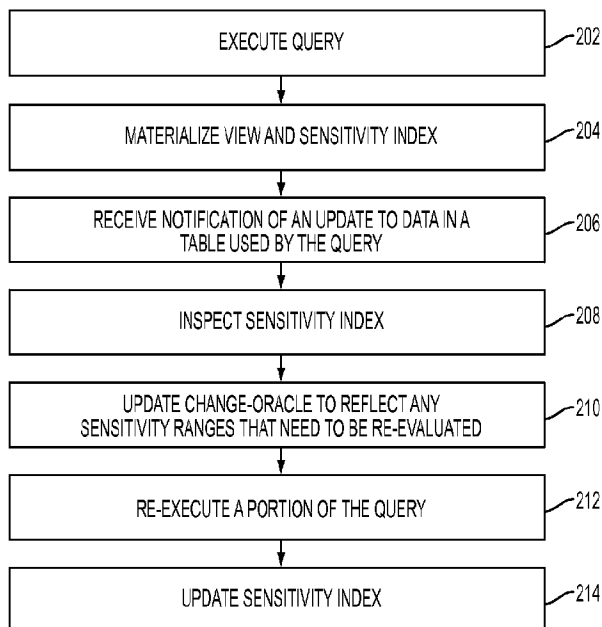 EXECUTE QUERY
202
MATERIALIZE VIEW AND SENSITIVITY INDEX
204
RECEIVE NOTIFICATION OF AN UPDATE TO DATA IN A
TABLE USED BY THE QUERY
206
INSPECT SENSITIVITY INDEX
208
UPDATE CHANGE-ORACLE TO REFLECT ANY
SENSITIVITY RANGES THAT NEED TO BE RE-EVALUATED
210
RE-EXECUTE A PORTION OF THE QUERY
212
UPDATE SENSITIVITY INDEX
214